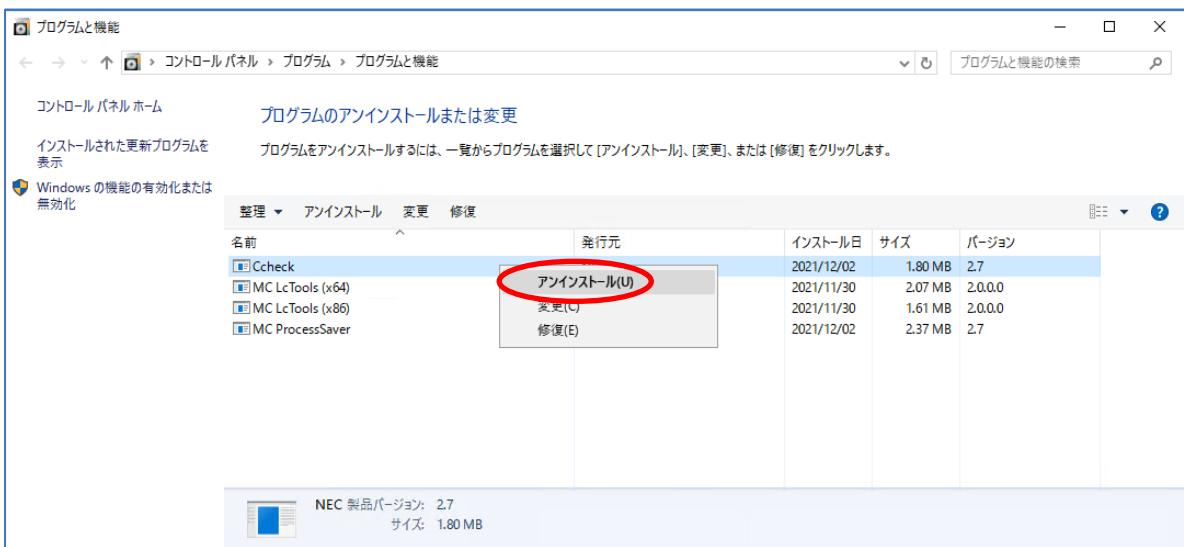 プログラムと機能
コントロール パネル > プログラム > プログラムと機能
プログラムと機能の検索
コントロール パネル ホーム
インストールされた更新プログラムを
表示
Windows の機能の有効化または
無効化
プログラムのアンインストールまたは変更
プログラムをアンインストールするには、一覧からプログラムを選択して [アンインストール]、[変更]、または [修復] をクリックします。
整理 アンインストール 変更 修復
名前 発行元 インストール日 サイズ バージョン
Ccheck 2021/12/02 1.80 MB 2.7
MC LcTools (x64) 2021/11/30 2.07 MB 2.0.0.0
MC LcTools (x86) 2021/11/30 1.61 MB 2.0.0.0
MC ProcessSaver 2021/12/02 2.37 MB 2.7
アンインストール(U)
変更(C)
修復(E)
NEC 製品バージョン: 2.7
サイズ: 1.80 MB